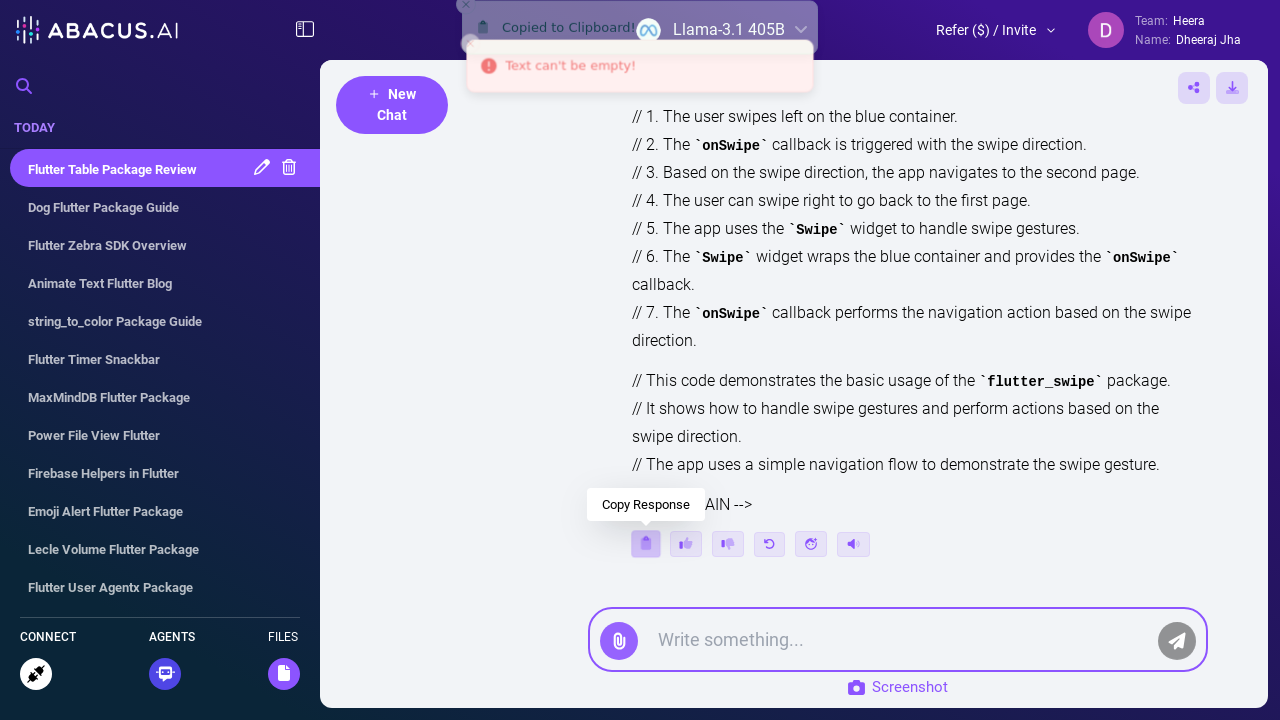 ABACUS.AI
Copied to Clipboard!
Llama-3.1 405B
Refer ($) / Invite
D
Team: Heera
Name: Dheeraj Jha
Text can't be empty!
+ New Chat
TODAY
Flutter Table Package Review
Dog Flutter Package Guide
Flutter Zebra SDK Overview
Animate Text Flutter Blog
string_to_color Package Guide
Flutter Timer Snackbar
MaxMindDB Flutter Package
Power File View Flutter
Firebase Helpers in Flutter
Emoji Alert Flutter Package
Lecle Volume Flutter Package
Flutter User Agentx Package
CONNECT
AGENTS
FILES
// 1. The user swipes left on the blue container.
// 2. The `onSwipe` callback is triggered with the swipe direction.
// 3. Based on the swipe direction, the app navigates to the second page.
// 4. The user can swipe right to go back to the first page.
// 5. The app uses the `Swipe` widget to handle swipe gestures.
// 6. The `Swipe` widget wraps the blue container and provides the `onSwipe`
callback.
// 7. The `onSwipe` callback performs the navigation action based on the swipe
direction.
// This code demonstrates the basic usage of the `flutter_swipe` package.
// It shows how to handle swipe gestures and perform actions based on the
swipe direction.
// The app uses a simple navigation flow to demonstrate the swipe gesture.
AIN -->
Copy Response
Write something...
Screenshot